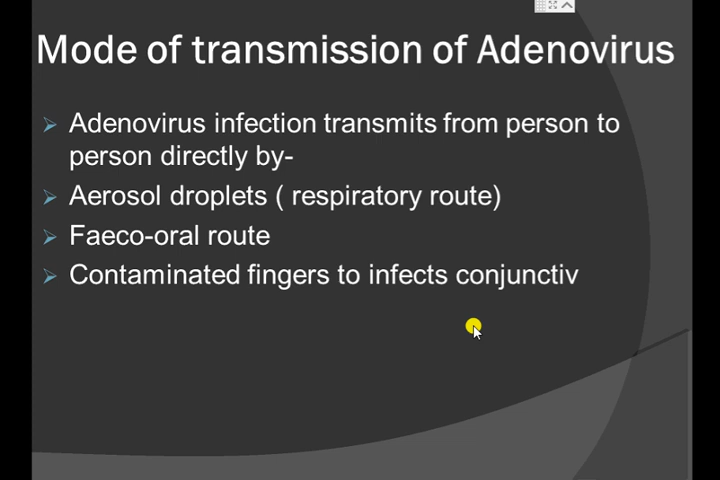 Mode of transmission of Adenovirus
Adenovirus infection transmits from person to
person directly by-
Aerosol droplets ( respiratory route)
Faeco-oral route
Contaminated fingers to infects conjunctiv